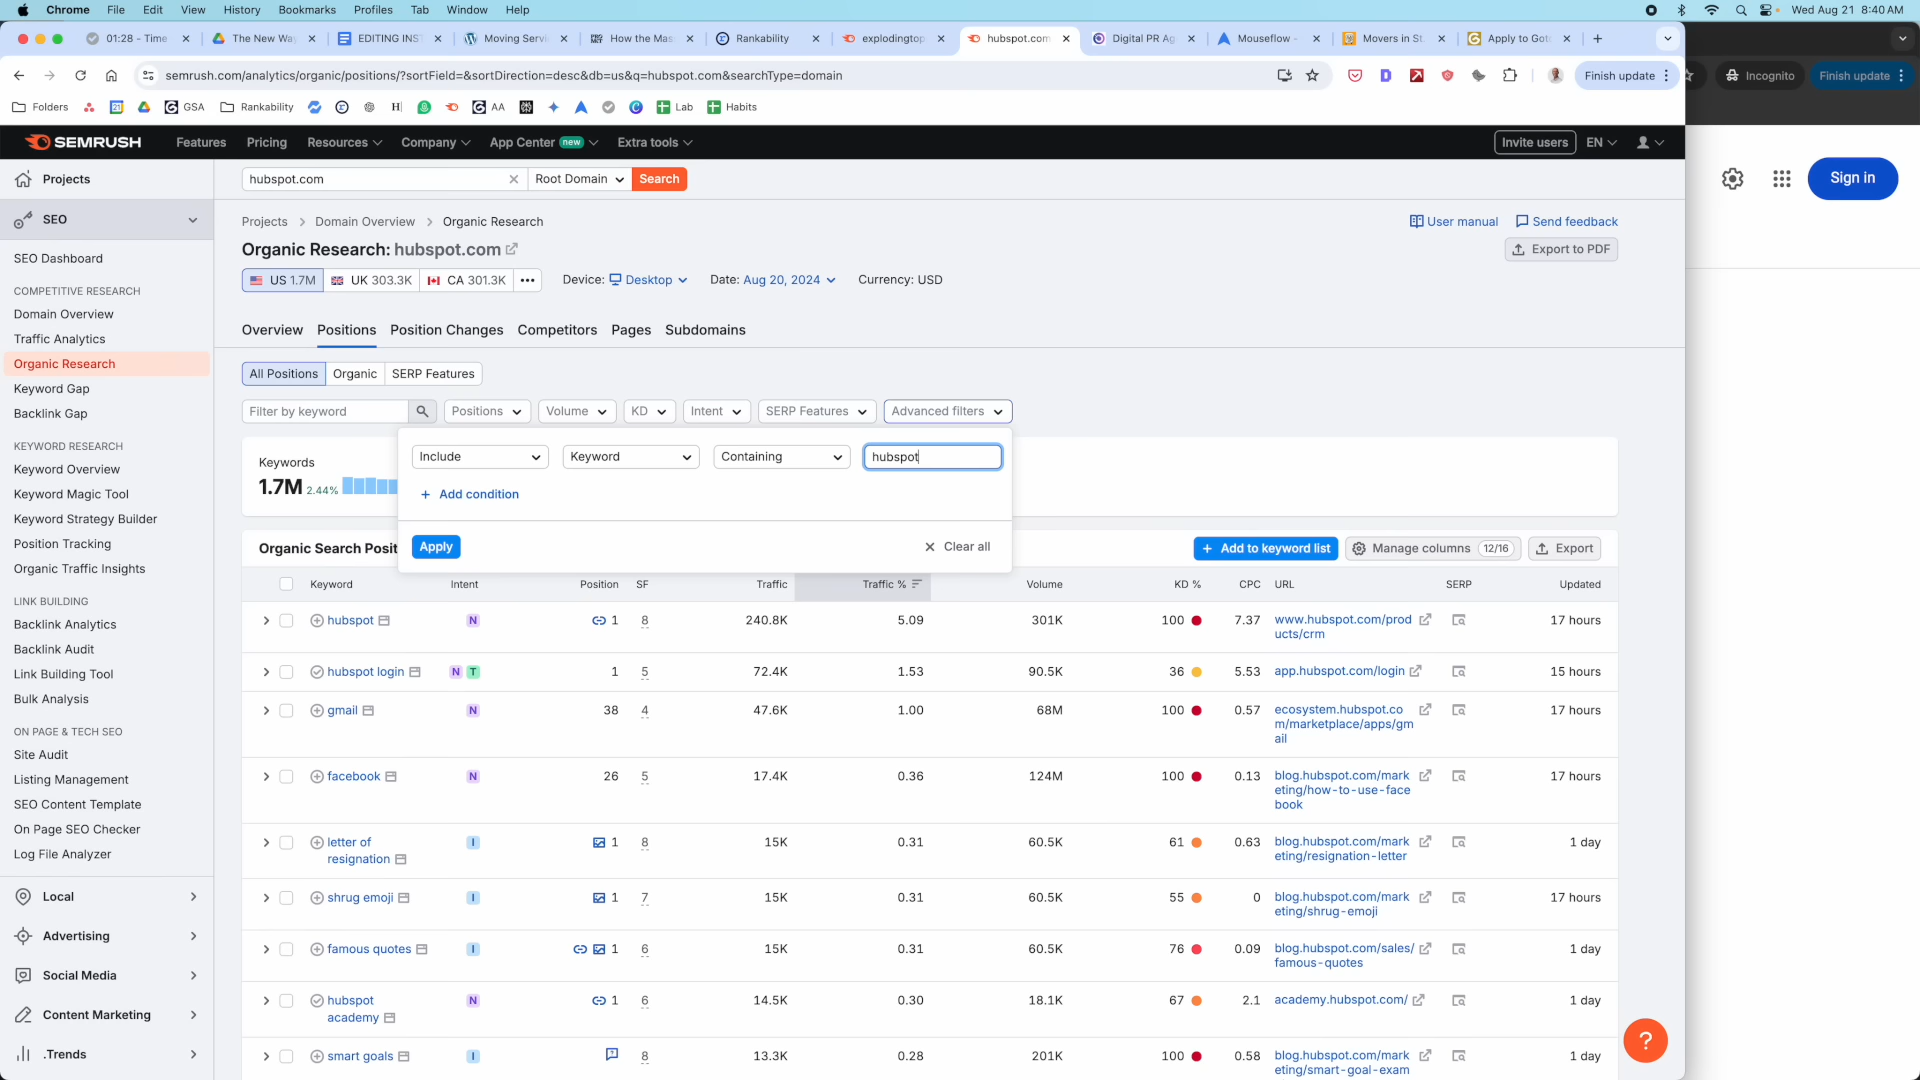 Chrome File Edit View History Bookmarks Profiles Tab Window Help Wed Aug 21 8:40 AM
01:28 - Time The New Way EDITING INST Moving Servi How the Mas Rankability explodingtop hubspot.com Digital PR Ag Mouseflow - Movers in St. Apply to Got
semrush.com/analytics/organic/positions/?sortField=&sortDirection=desc&db=us&q=hubspot.com&searchType=domain Finish update Incognito Finish update
Folders GSA Rankability AA Lab Habits
SEMRUSH Features Pricing Resources Company App Center new Extra tools Invite users EN
Sign in
Projects
SEO
SEO Dashboard
COMPETITIVE RESEARCH
Domain Overview
Traffic Analytics
Organic Research
Keyword Gap
Backlink Gap
KEYWORD RESEARCH
Keyword Overview
Keyword Magic Tool
Keyword Strategy Builder
Position Tracking
Organic Traffic Insights
LINK BUILDING
Backlink Analytics
Backlink Audit
Link Building Tool
Bulk Analysis
ON PAGE & TECH SEO
Site Audit
Listing Management
SEO Content Template
On Page SEO Checker
Log File Analyzer
Local
Advertising
Social Media
Content Marketing
.Trends
hubspot.com Root Domain Search
Projects > Domain Overview > Organic Research User manual Send feedback
Organic Research: hubspot.com Export to PDF
US 1.7M UK 303.3K CA 301.3K ••• Device: Desktop Date: Aug 20, 2024 Currency: USD
Overview Positions Position Changes Competitors Pages Subdomains
All Positions Organic SERP Features
Filter by keyword Positions Volume KD Intent SERP Features Advanced filters
Include Keyword Containing hubspot
+ Add condition
Apply Clear all
Keywords
1.7M 2.44%
Organic Search Posit + Add to keyword list Manage columns 12/16 Export
Keyword Intent Position SF Traffic Traffic % Volume KD % CPC URL SERP Updated
hubspot N 1 8 240.8K 5.09 301K 100 7.37 www.hubspot.com/prod 17 hours
ucts/crm
hubspot login N T 1 5 72.4K 1.53 90.5K 36 5.53 app.hubspot.com/login 15 hours
gmail N 38 4 47.6K 1.00 68M 100 0.57 ecosystem.hubspot.co 17 hours
m/marketplace/apps/gm
ail
facebook N 26 5 17.4K 0.36 124M 100 0.13 blog.hubspot.com/mark 17 hours
eting/how-to-use-face
book
letter of I 1 8 15K 0.31 60.5K 61 0.63 blog.hubspot.com/mark 1 day
resignation eting/resignation-letter
shrug emoji I 1 7 15K 0.31 60.5K 55 0 blog.hubspot.com/mark 17 hours
eting/shrug-emoji
famous quotes I 1 6 15K 0.31 60.5K 76 0.09 blog.hubspot.com/sales/ 1 day
famous-quotes
hubspot N 1 6 14.5K 0.30 18.1K 67 2.1 academy.hubspot.com/ 1 day
academy
smart goals I 8 13.3K 0.28 201K 100 0.58 blog.hubspot.com/mark 1 day
eting/smart-goal-exam
?